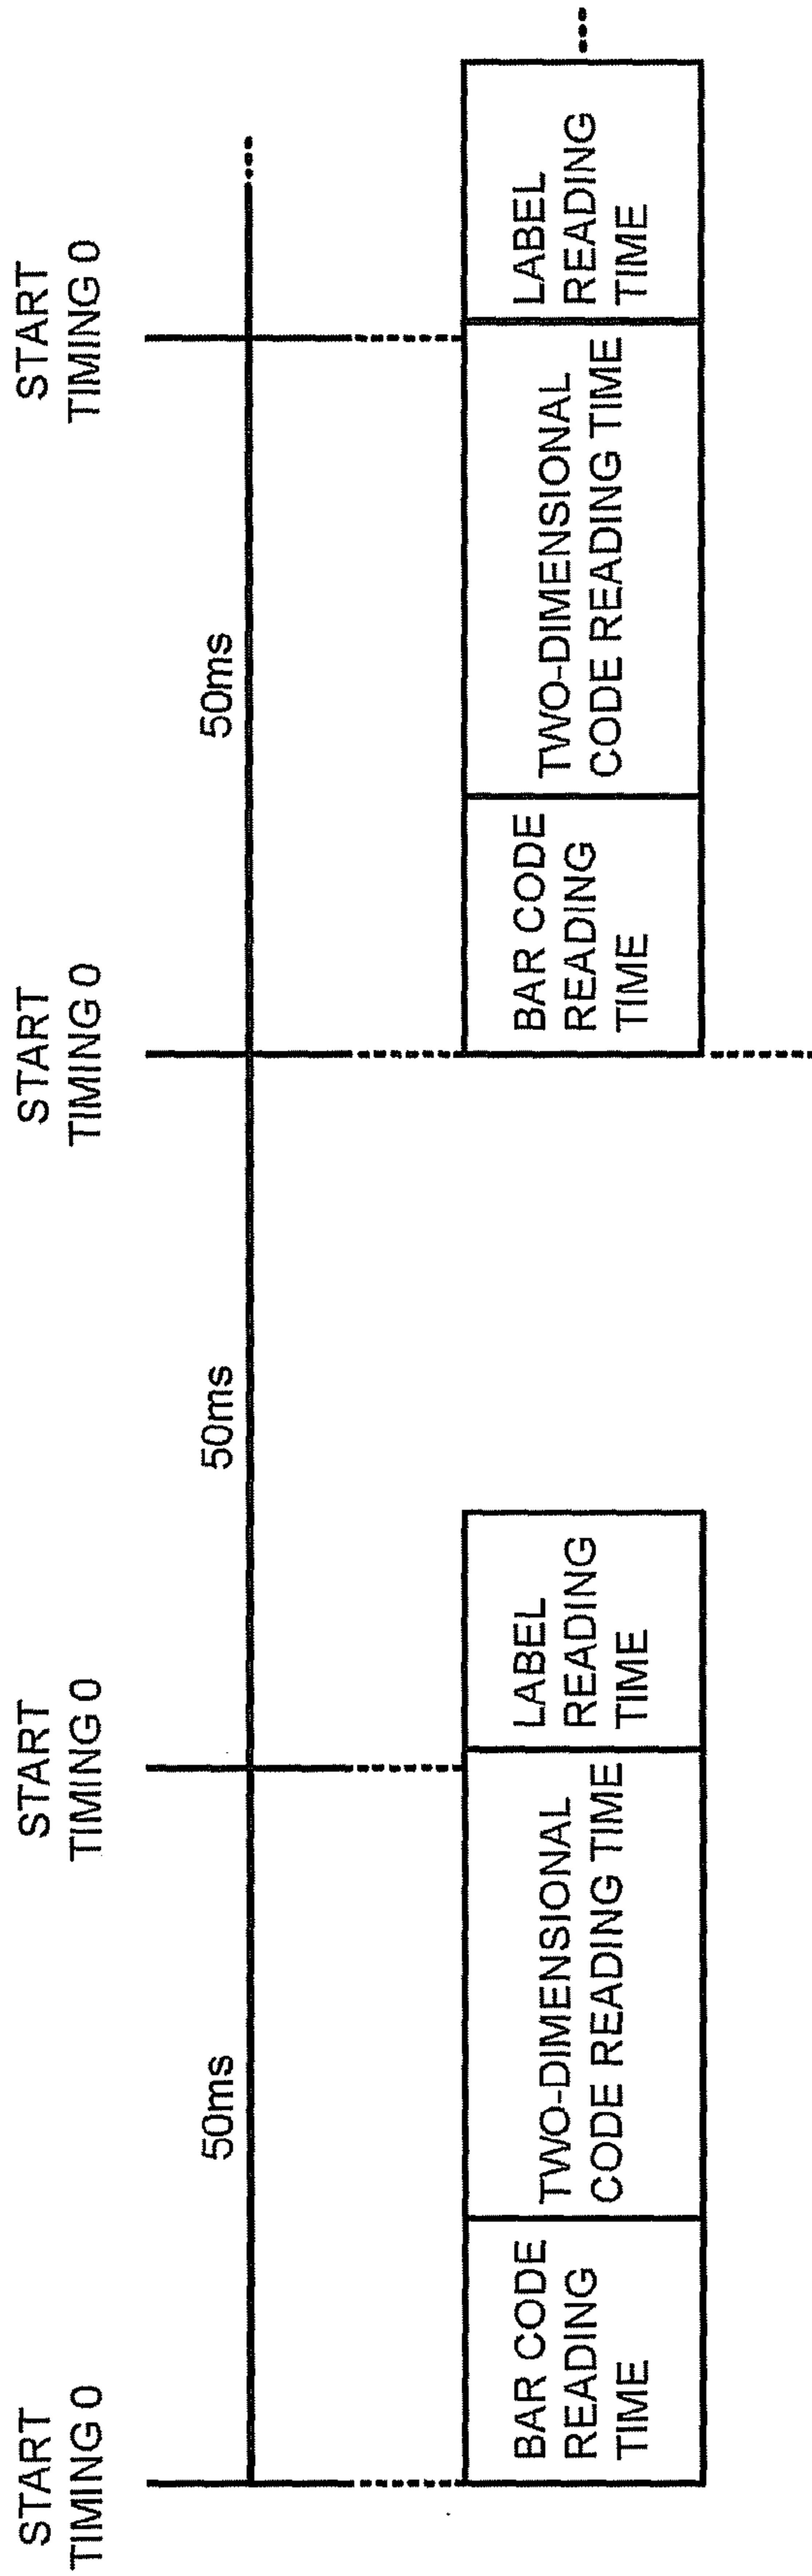 START
TIMING 0
START
TIMING 0
START
TIMING 0
START
TIMING 0
50ms
50ms
50ms
BAR CODE
READING
TIME
TWO-DIMENSIONAL
CODE READING TIME
LABEL
READING
TIME
BAR CODE
READING
TIME
TWO-DIMENSIONAL
CODE READING TIME
LABEL
READING
TIME